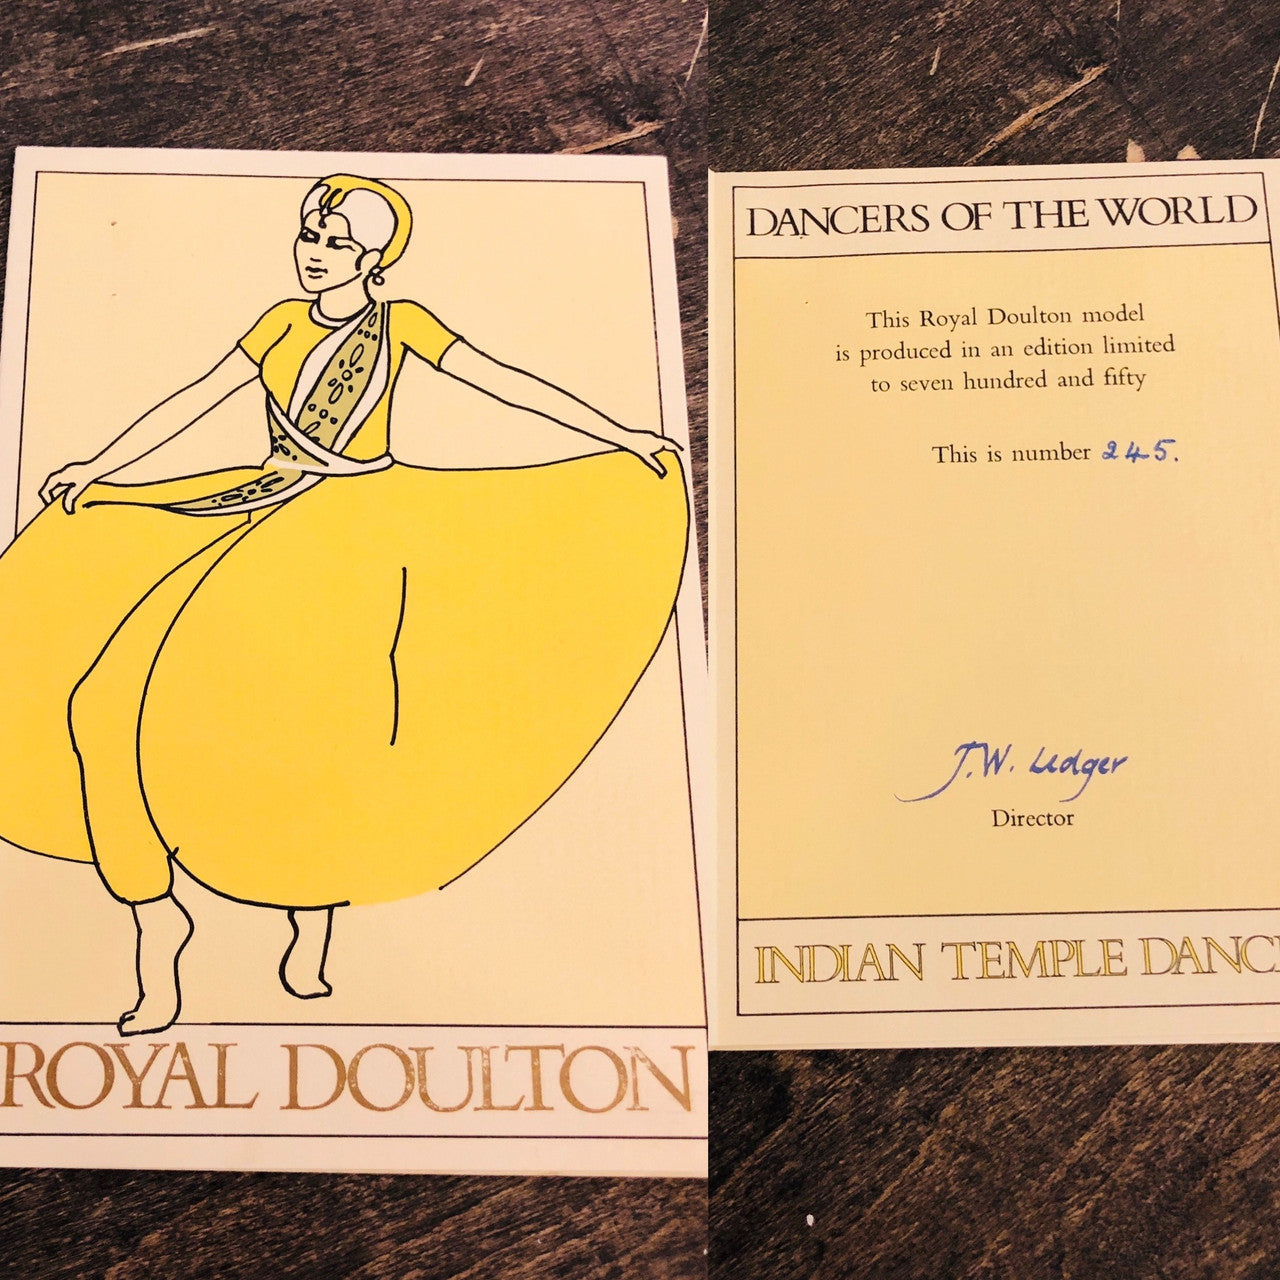 ROYAL DOULTON
DANCERS OF THE WORLD
This Royal Doulton model
is produced in an edition limited
to seven hundred and fifty
This is number 245.
J.W. Ledger
Director
INDIAN TEMPLE